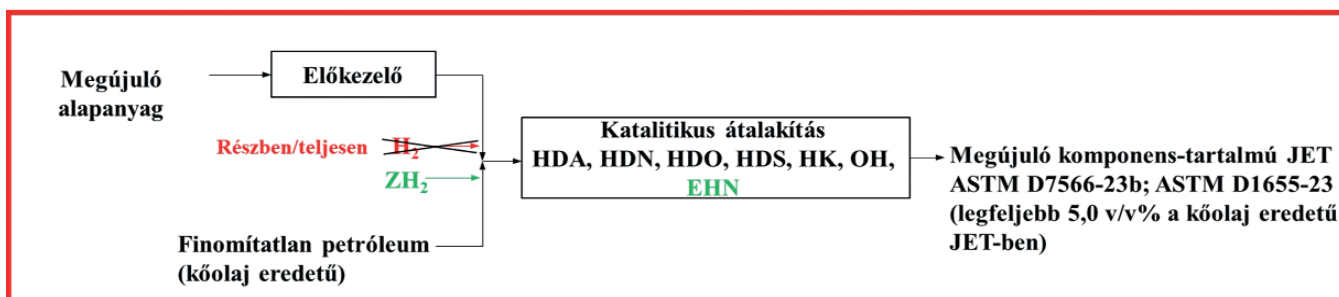 Megújuló
alapanyag
Előkezelő
Részben/teljesen H₂
ZH₂
Finomítatlan petróleum
(kőolaj eredetű)
Katalitikus átalakítás
HDA, HDN, HDO, HDS, HK, OH,
EHN
Megújuló komponens-tartalmú JET
ASTM D7566-23b; ASTM D1655-23
(legfeljebb 5,0 v/v% a kőolaj eredetű
JET-ben)